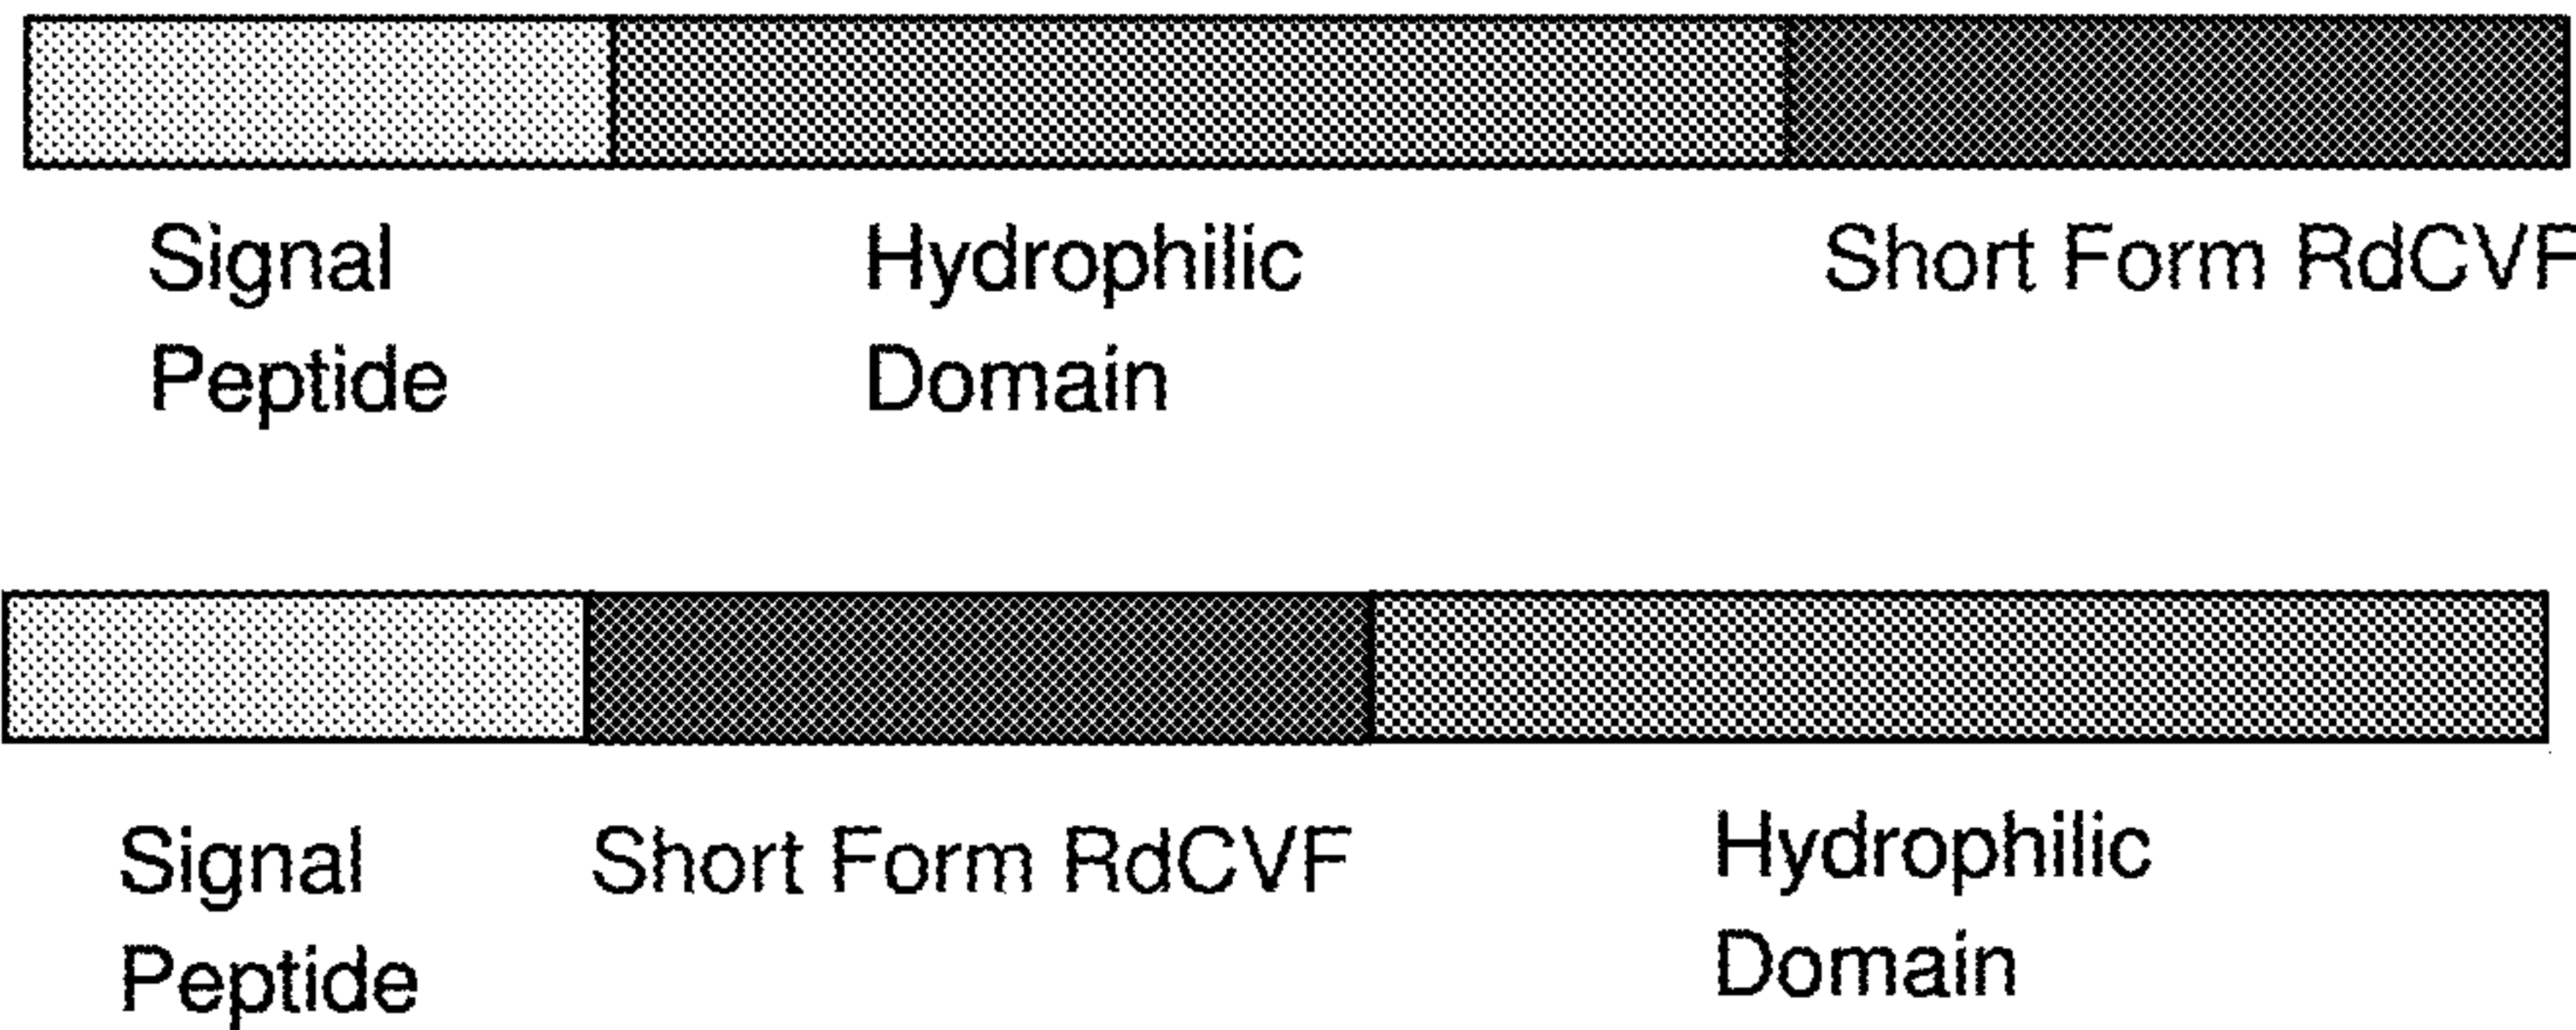 Signal
Peptide
Hydrophilic
Domain
Short Form RdCVF
Signal
Peptide
Short Form RdCVF
Hydrophilic
Domain